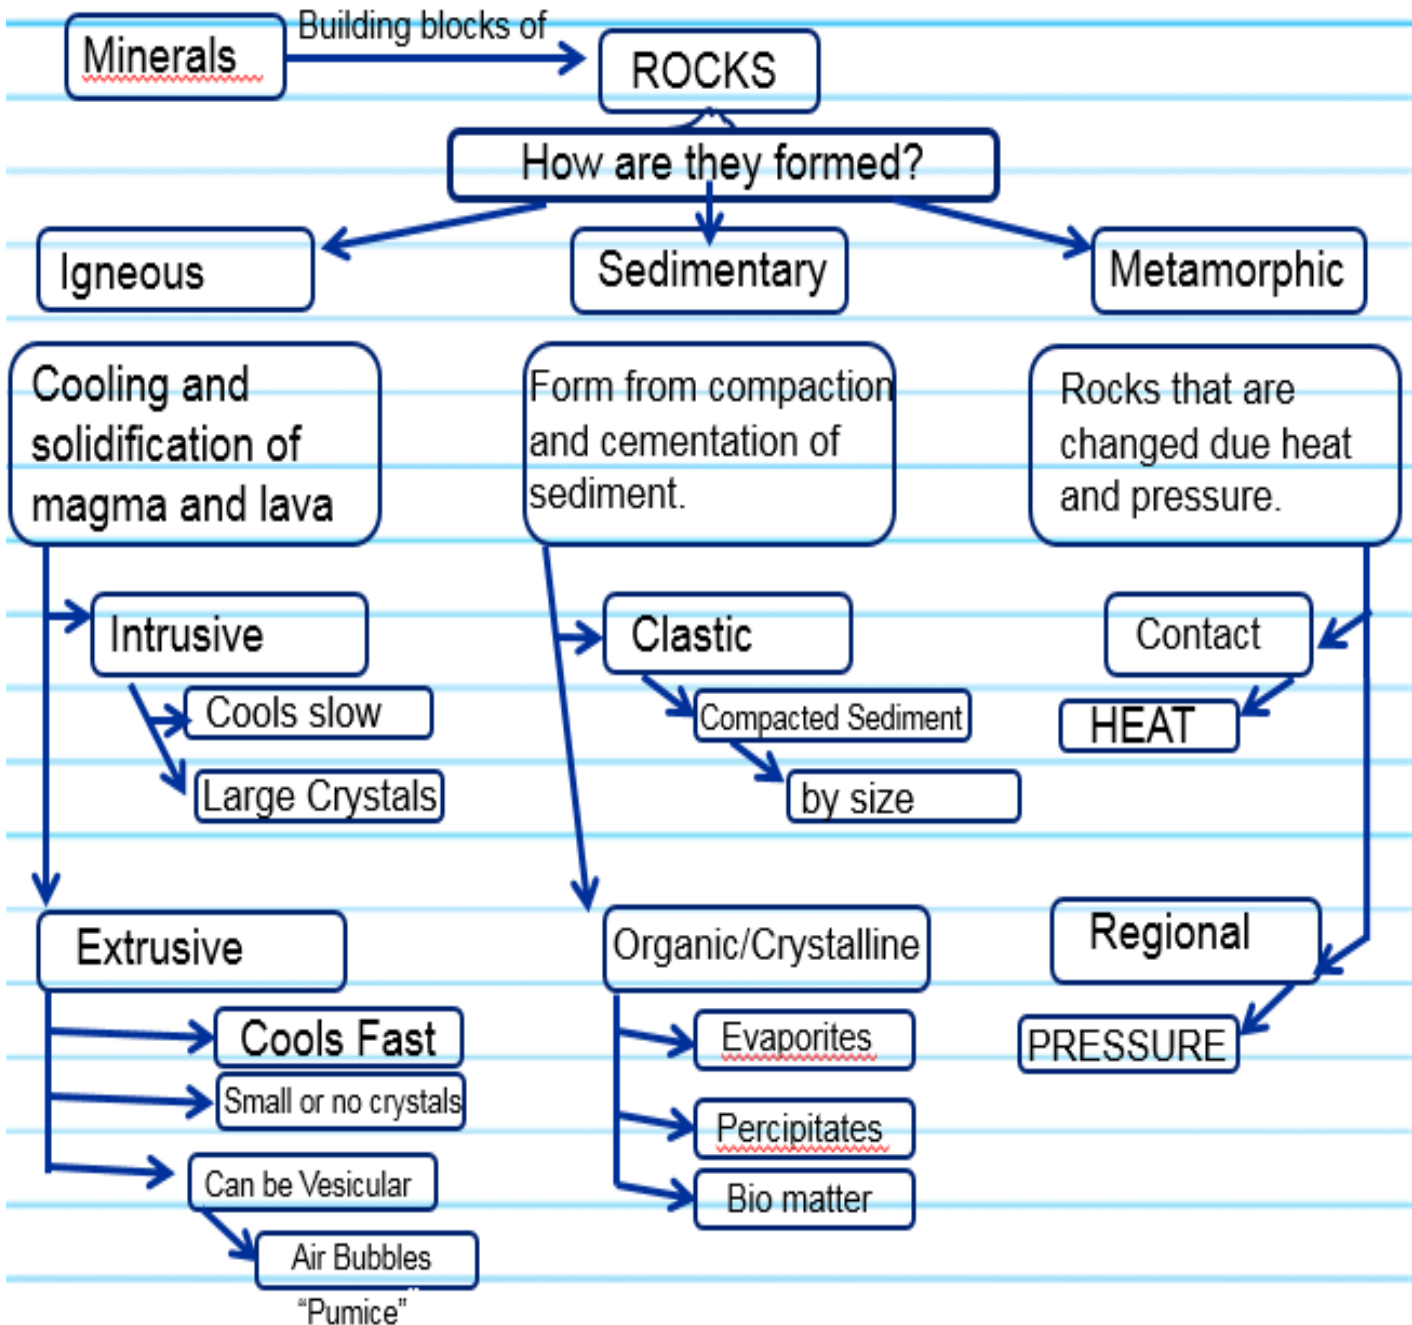 Minerals
Building blocks of
ROCKS
How are they formed?
Igneous
Sedimentary
Metamorphic
Cooling and
solidification of
magma and lava
Form from compaction
and cementation of
sediment.
Rocks that are
changed due heat
and pressure.
Intrusive
Cools slow
Large Crystals
Clastic
Compacted Sediment
by size
Contact
HEAT
Extrusive
Cools Fast
Small or no crystals
Can be Vesicular
Air Bubbles
“Pumice”
Organic/Crystalline
Evaporites
Percipitates
Bio matter
Regional
PRESSURE